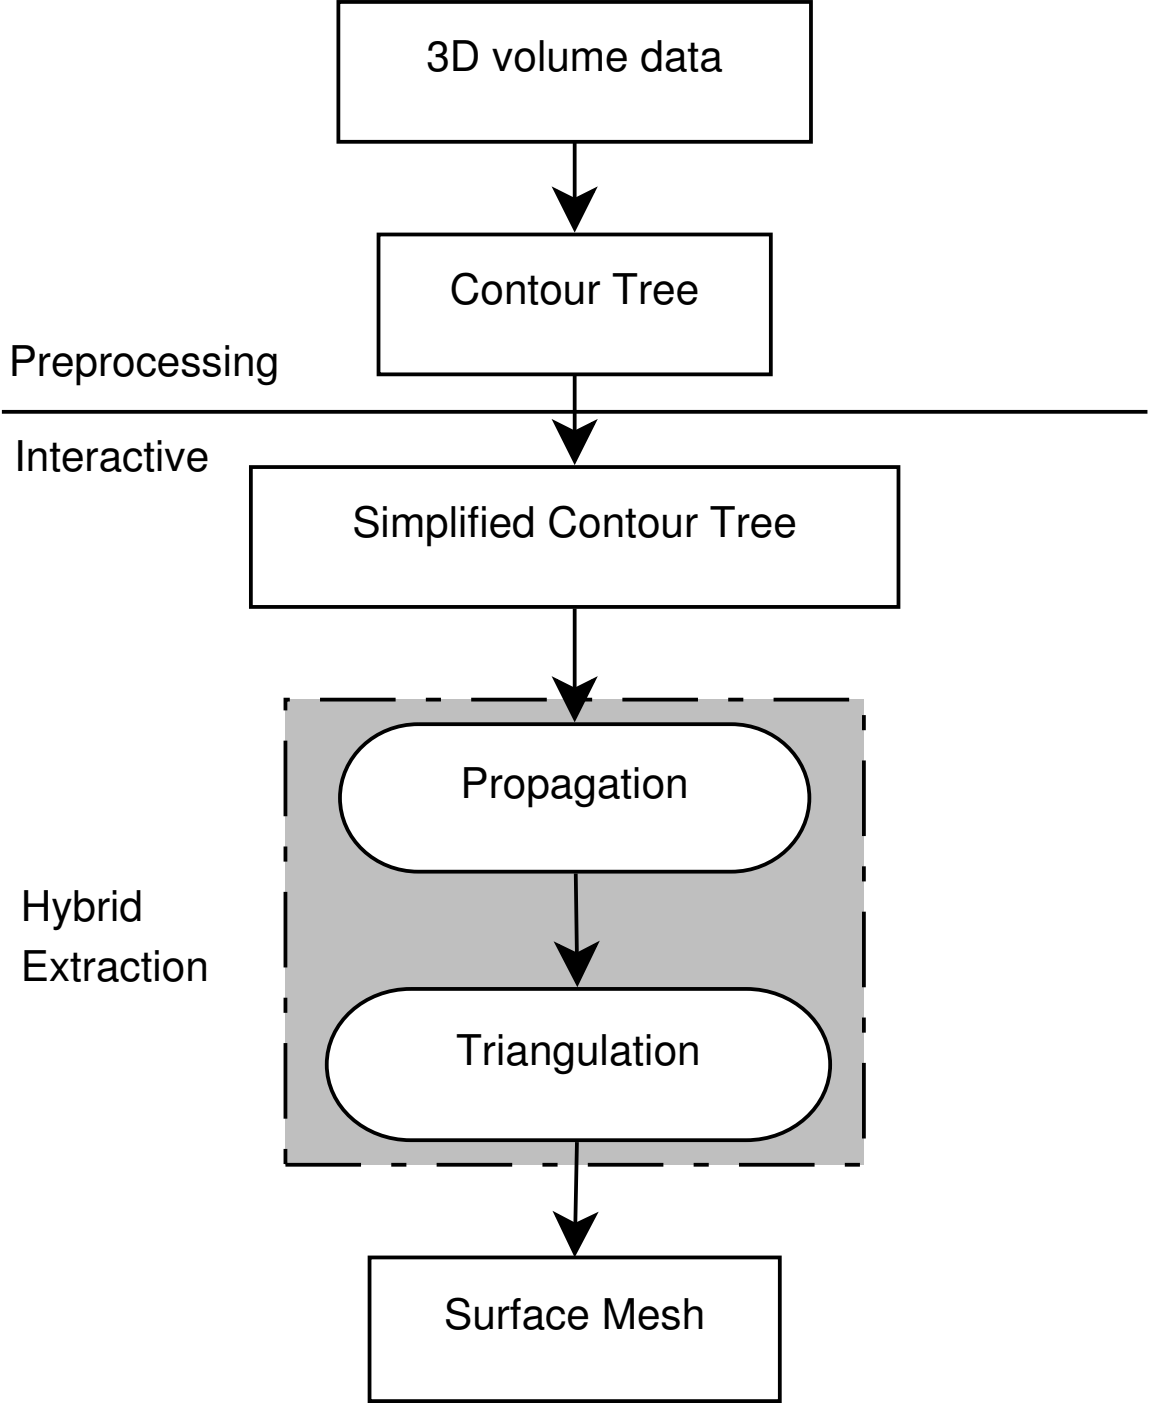 3D volume data
Contour Tree
Preprocessing
Interactive
Simplified Contour Tree
Propagation
Hybrid
Extraction
Triangulation
Surface Mesh